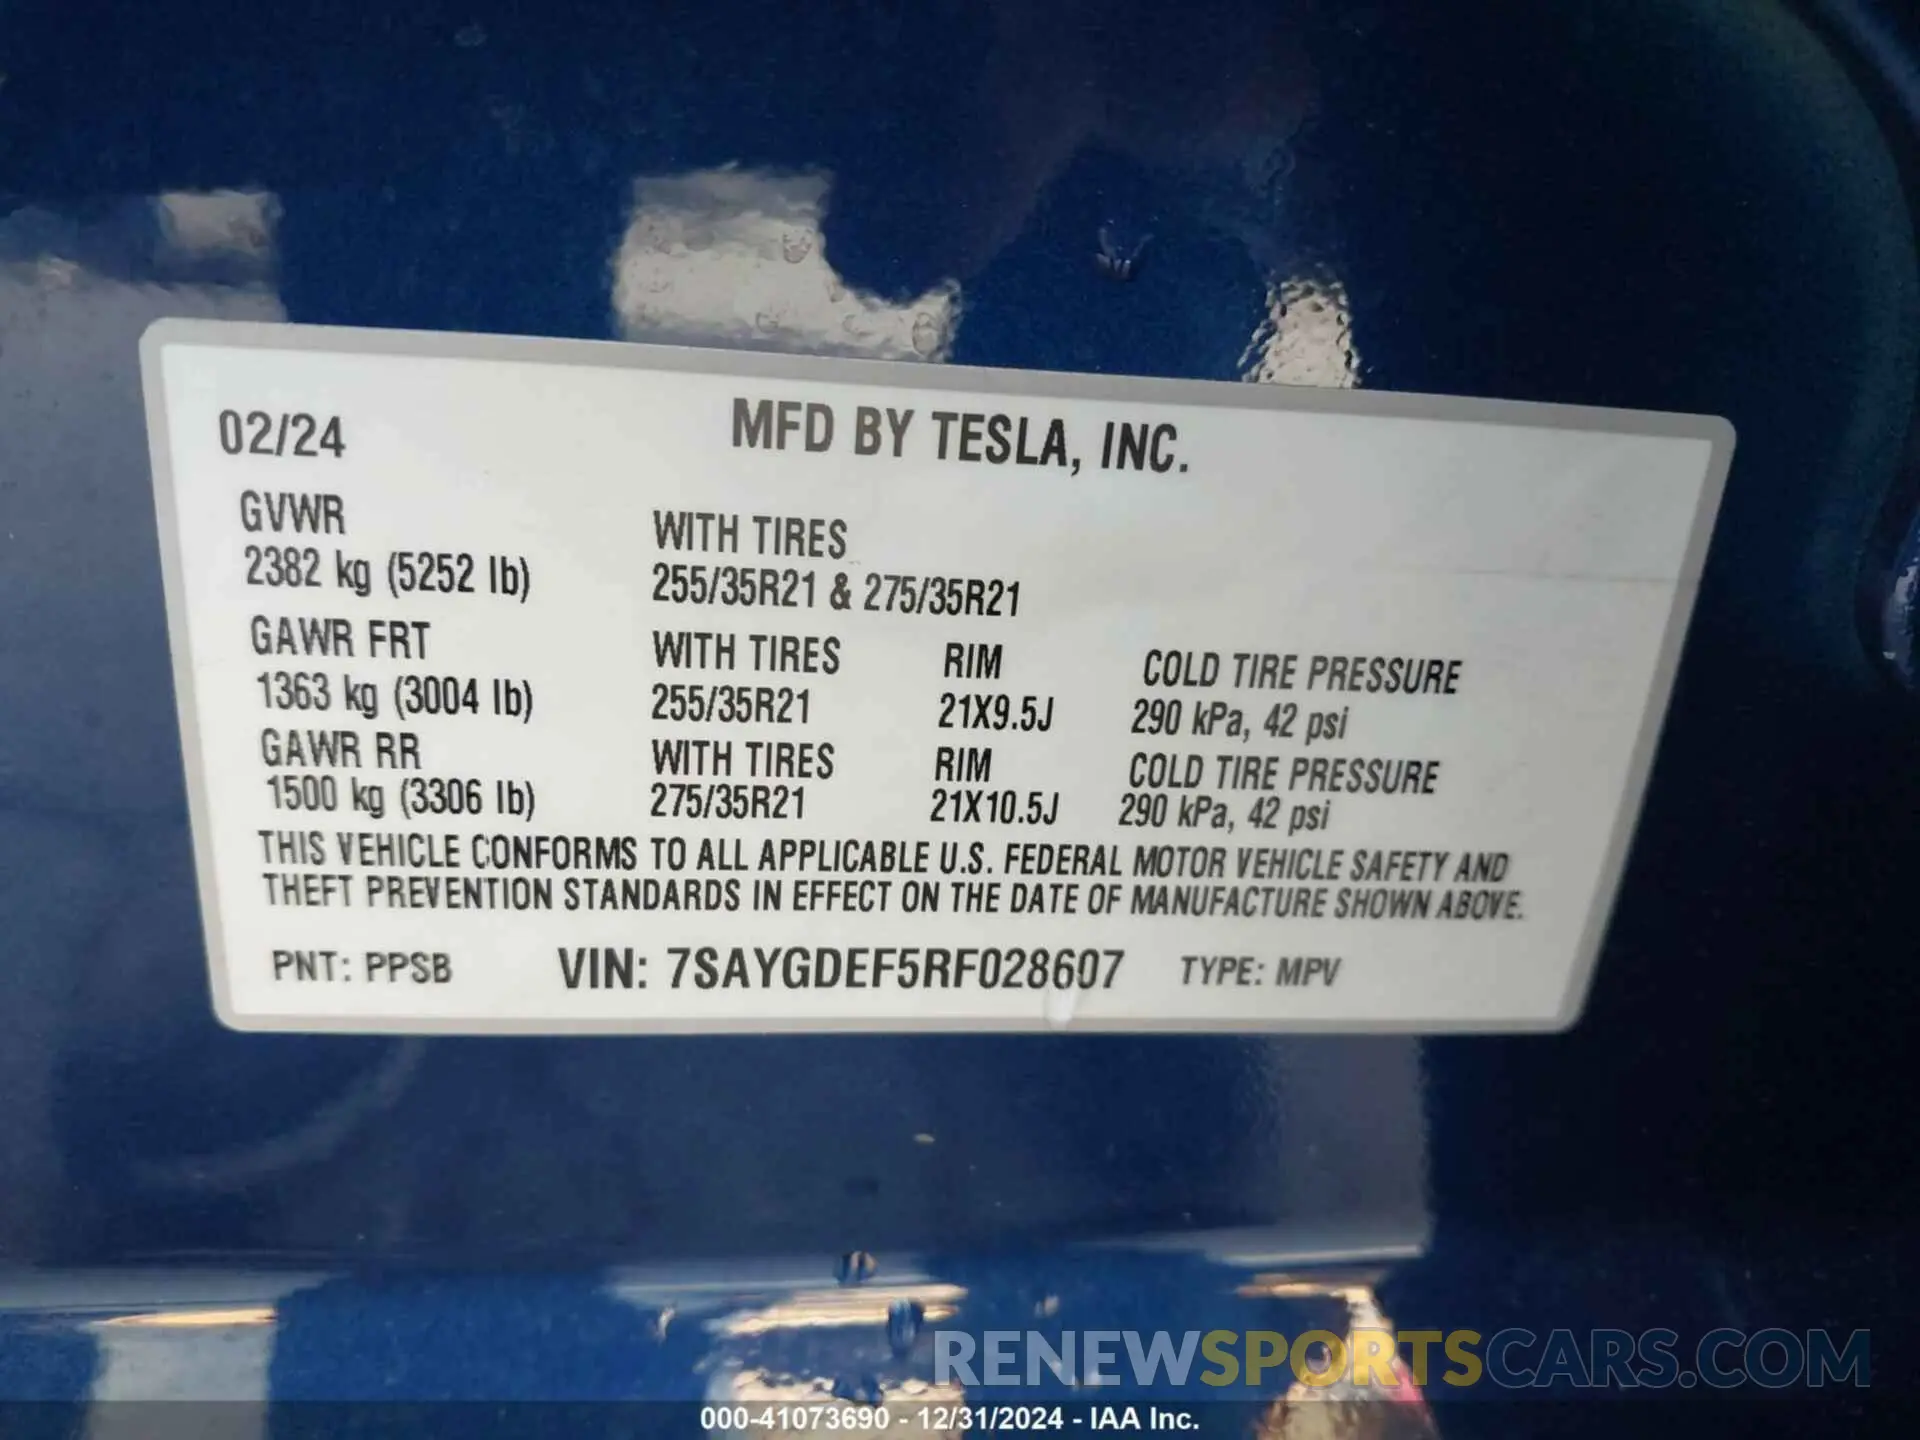 02/24 MFD BY TESLA, INC.
GVWR WITH TIRES
2382 kg (5252 lb) 255/35R21 & 275/35R21
GAWR FRT WITH TIRES RIM COLD TIRE PRESSURE
1363 kg (3004 lb) 255/35R21 21X9.5J 290 kPa, 42 psi
GAWR RR WITH TIRES RIM COLD TIRE PRESSURE
1500 kg (3306 lb) 275/35R21 21X10.5J 290 kPa, 42 psi
THIS VEHICLE CONFORMS TO ALL APPLICABLE U.S. FEDERAL MOTOR VEHICLE SAFETY AND
THEFT PREVENTION STANDARDS IN EFFECT ON THE DATE OF MANUFACTURE SHOWN ABOVE.
PNT: PPSB VIN: 7SAYGDEF5RF028607 TYPE: MPV
RENEWSPORTSCARS.COM
000-41073690 - 12/31/2024 - IAA Inc.